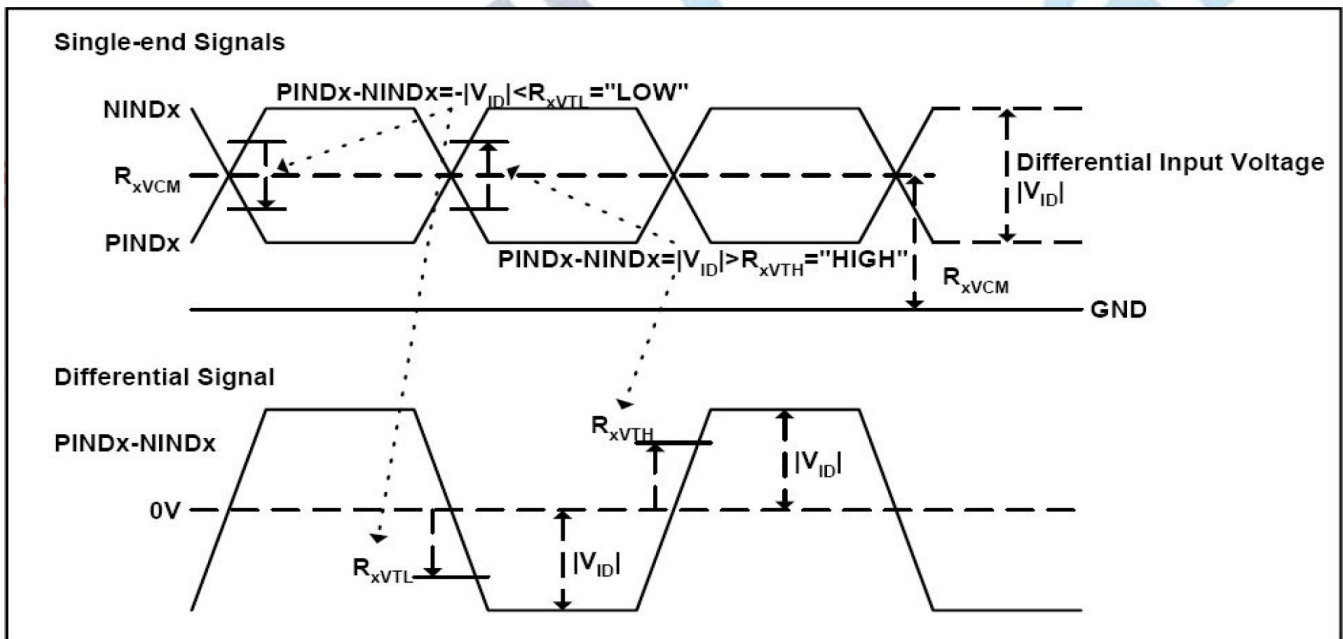 Single-end Signals
PINDx-NINDx=-|VID|<RxVTL="LOW"
NINDx
RxVCM
Differential Input Voltage
|VID|
PINDx
PINDx-NINDx=|VID|>RxVTH="HIGH"
RxVCM
GND
Differential Signal
RxVTH
PINDx-NINDx
|VID|
0V
RxVTL
|VID|